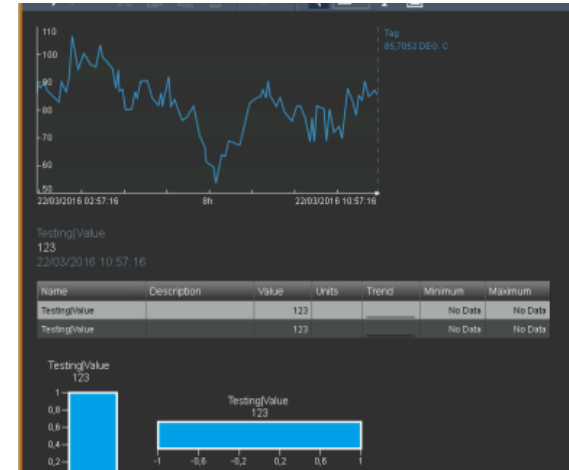 110
100
90
80
70
60
50
22/03/2016 02:57:16 8h 22/03/2016 10:57:16
Tag
85,7052 DEG. C
Testing|Value
123
22/03/2016 10:57:16
Name Description Value Units Trend Minimum Maximum
Testing|Value 123 No Data No Data
Testing|Value 123 No Data No Data
Testing|Value
123
1
0,8
0,6
0,4
0,2
Testing|Value
123
-1 -0,6 -0,2 0,2 0,6 1